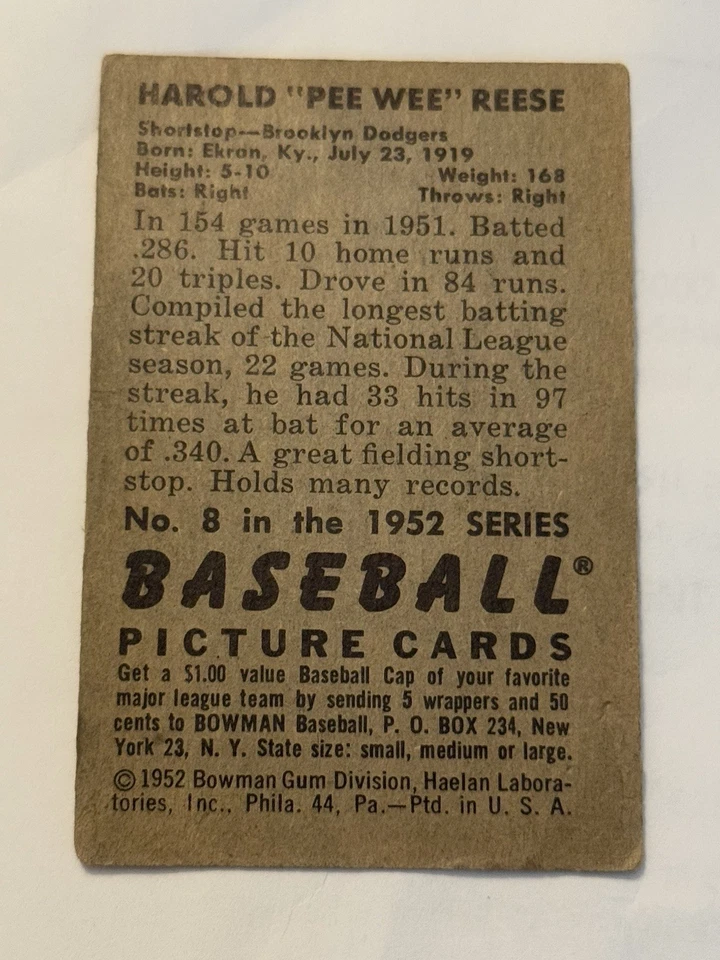 HAROLD "PEE WEE" REESE
Shortstop—Brooklyn Dodgers
Born: Ekron, Ky., July 23, 1919
Height: 5-10 Weight: 168
Bats: Right Throws: Right
In 154 games in 1951. Batted
.286. Hit 10 home runs and
20 triples. Drove in 84 runs.
Compiled the longest batting
streak of the National League
season, 22 games. During the
streak, he had 33 hits in 97
times at bat for an average
of .340. A great fielding short-
stop. Holds many records.
No. 8 in the 1952 SERIES
BASEBALL®
PICTURE CARDS
Get a $1.00 value Baseball Cap of your favorite
major league team by sending 5 wrappers and 50
cents to BOWMAN Baseball, P. O. BOX 234, New
York 23, N. Y. State size: small, medium or large.
© 1952 Bowman Gum Division, Haelan Labora-
tories, Inc., Phila. 44, Pa.—Ptd. in U. S. A.